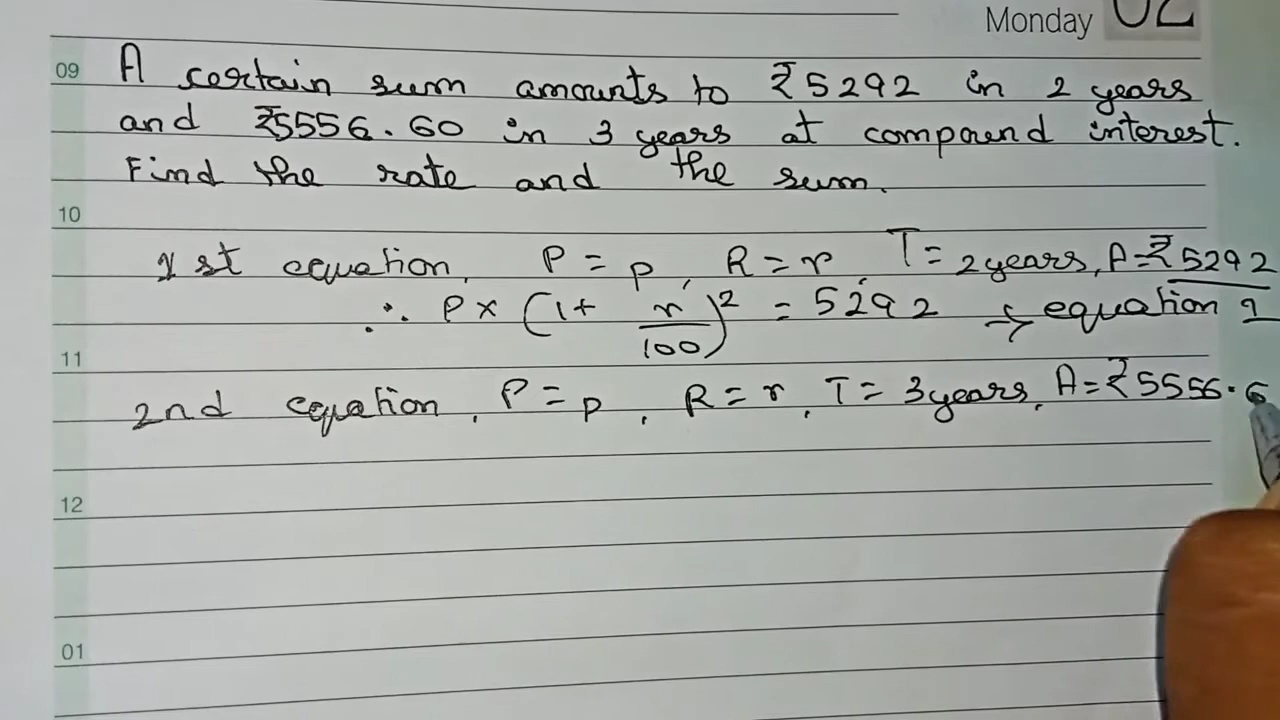 Monday 02
09 A certain sum amounts to ₹5292 in 2 years
and ₹5556.60 in 3 years at compound interest.
Find the rate and the sum.
10
1st equation, P = p, R = r, T = 2 years, A = ₹5292
∴ P × (1 + r/100)² = 5292 → equation 1
11
2nd equation, P = p, R = r, T = 3 years, A = ₹5556.6
12
01